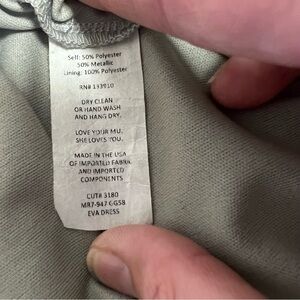 Self: 50% Polyester
50% Metallic
Lining: 100% Polyester
RN# 133910
DRY CLEAN
OR HAND WASH
AND HANG DRY.
LOVE YOUR MU,
SHE LOVES YOU.
MADE IN THE USA
OF IMPORTED FABRIC
AND IMPORTED
COMPONENTS
CUT# 3180
MR7-947 GG58
EVA DRESS